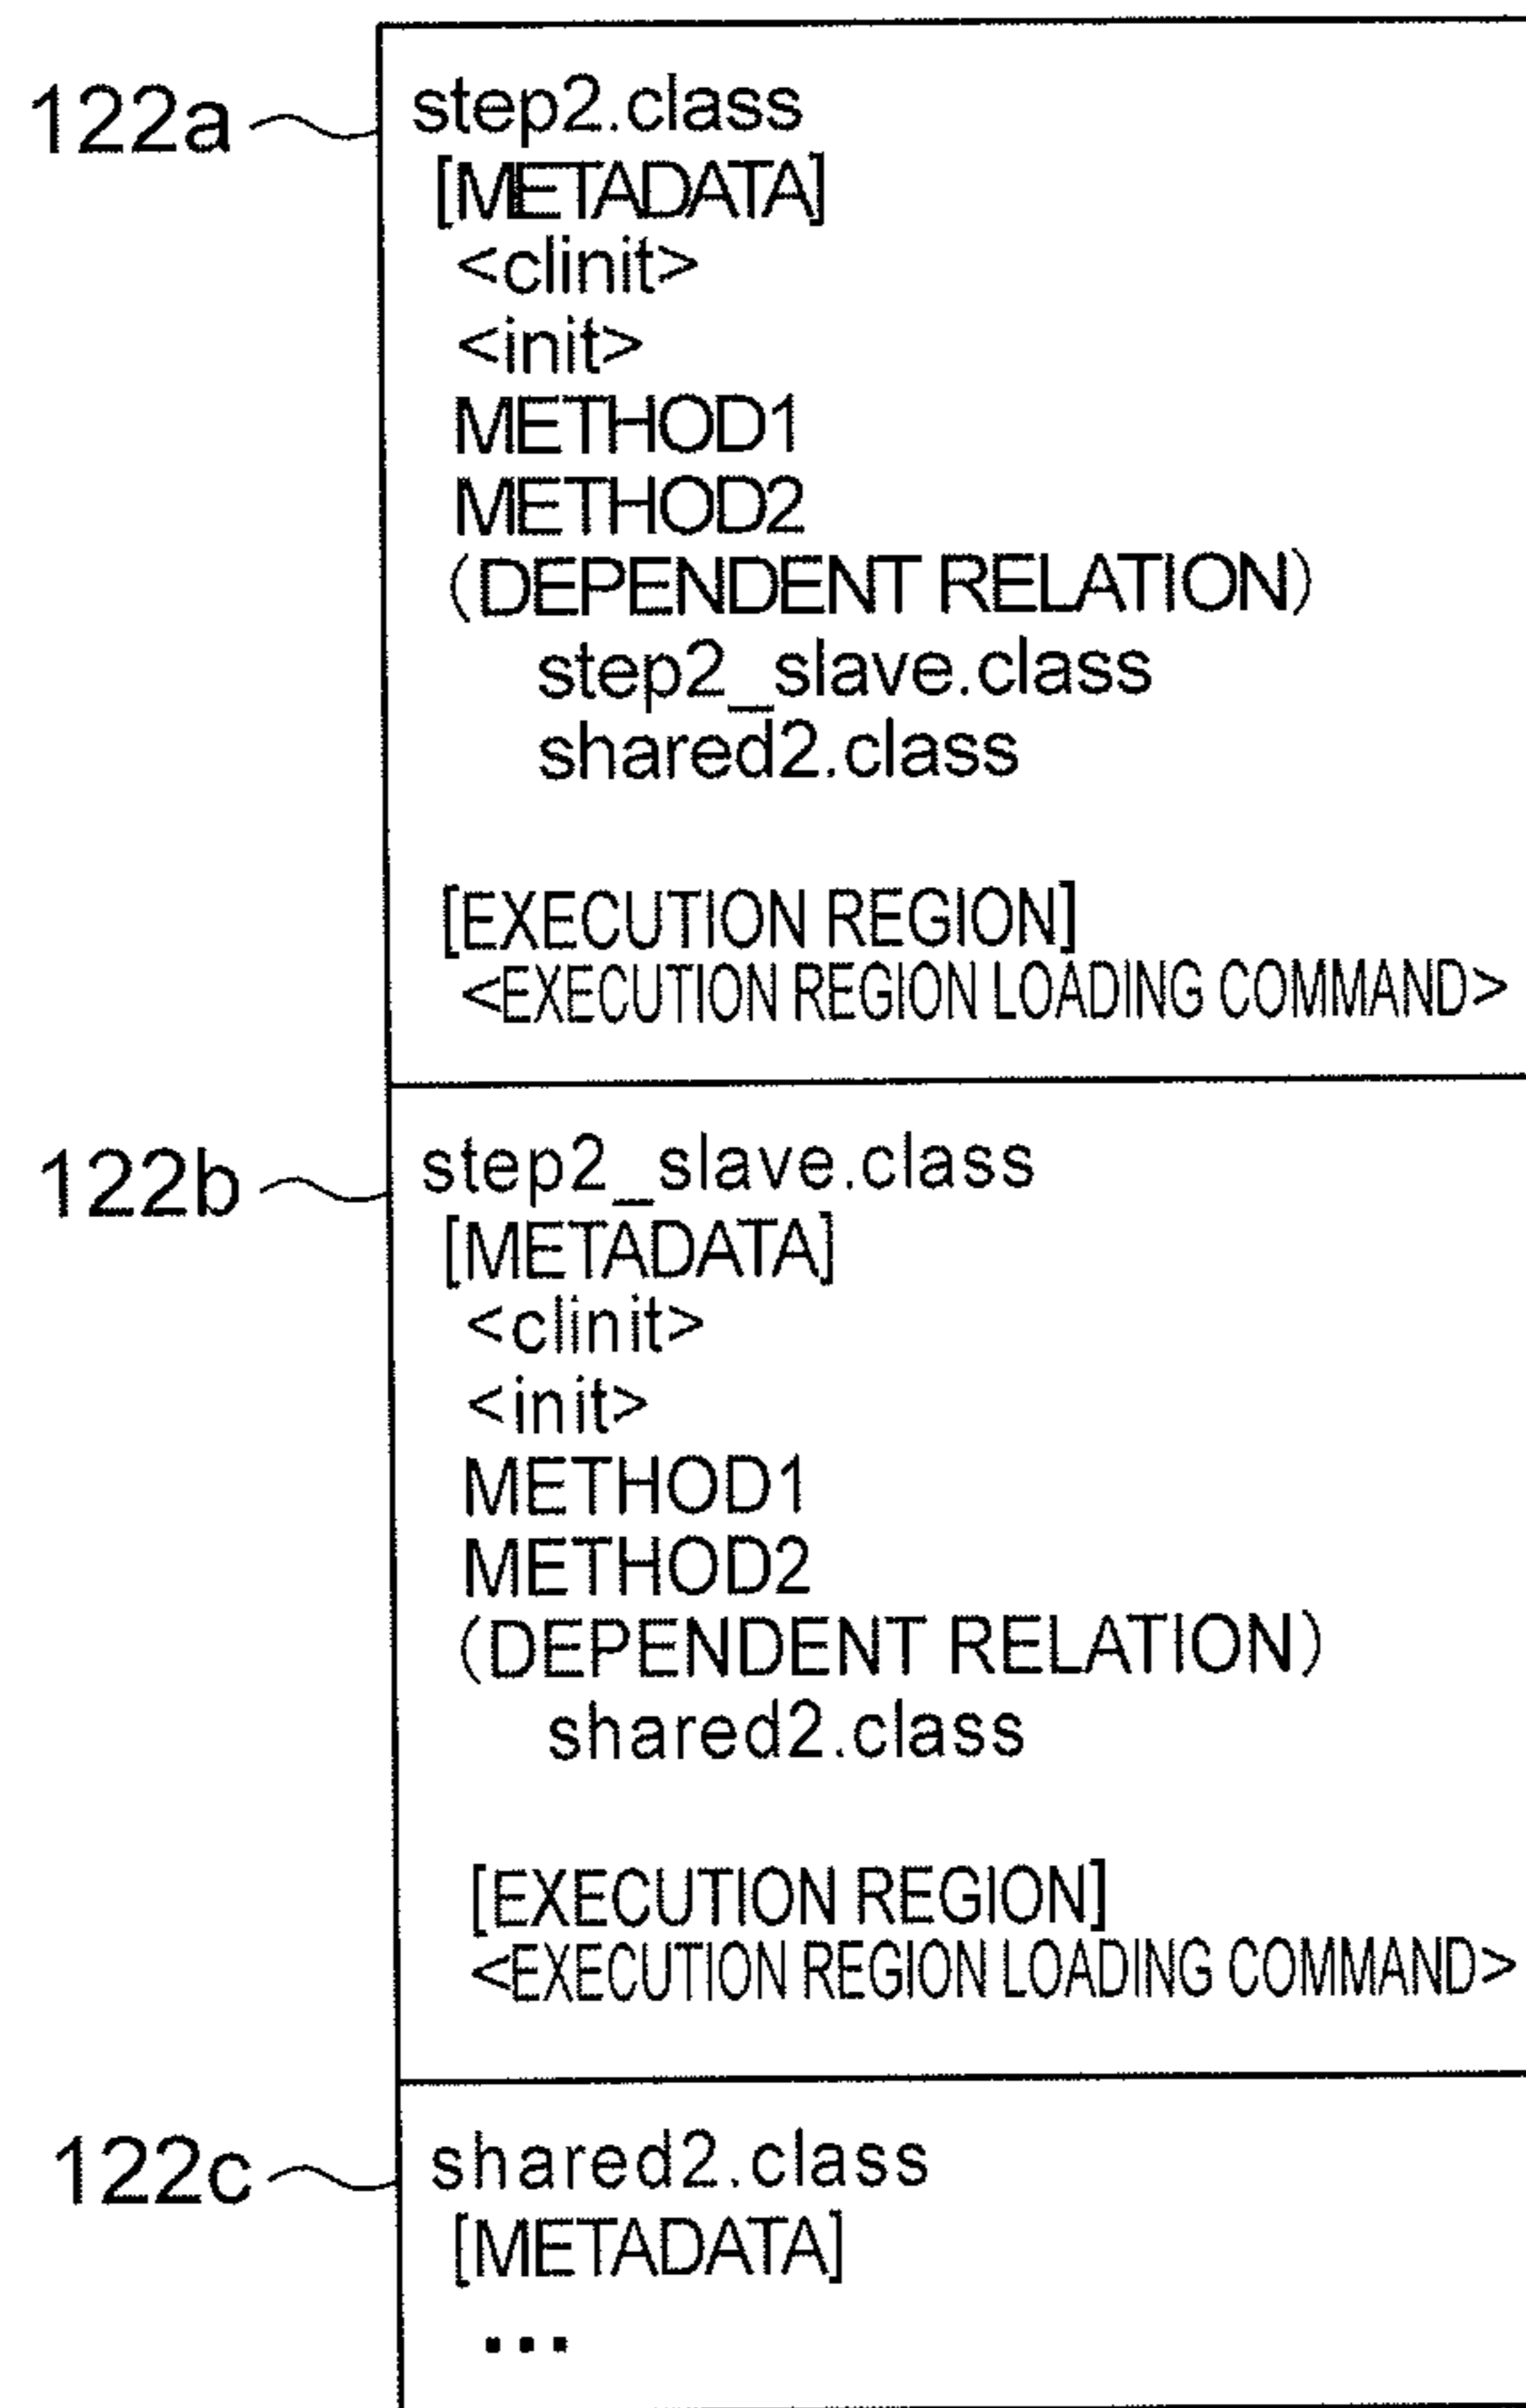 122a step2.class
[METADATA]
<clinit>
<init>
METHOD1
METHOD2
(DEPENDENT RELATION)
step2_slave.class
shared2.class
[EXECUTION REGION]
<EXECUTION REGION LOADING COMMAND>
122b step2_slave.class
[METADATA]
<clinit>
<init>
METHOD1
METHOD2
(DEPENDENT RELATION)
shared2.class
[EXECUTION REGION]
<EXECUTION REGION LOADING COMMAND>
122c shared2.class
[METADATA]
...